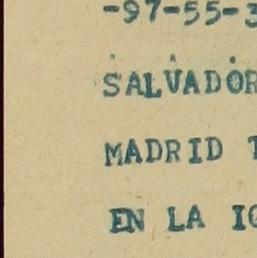 -97-55-3
SALVADOR
MADRID
EN LA